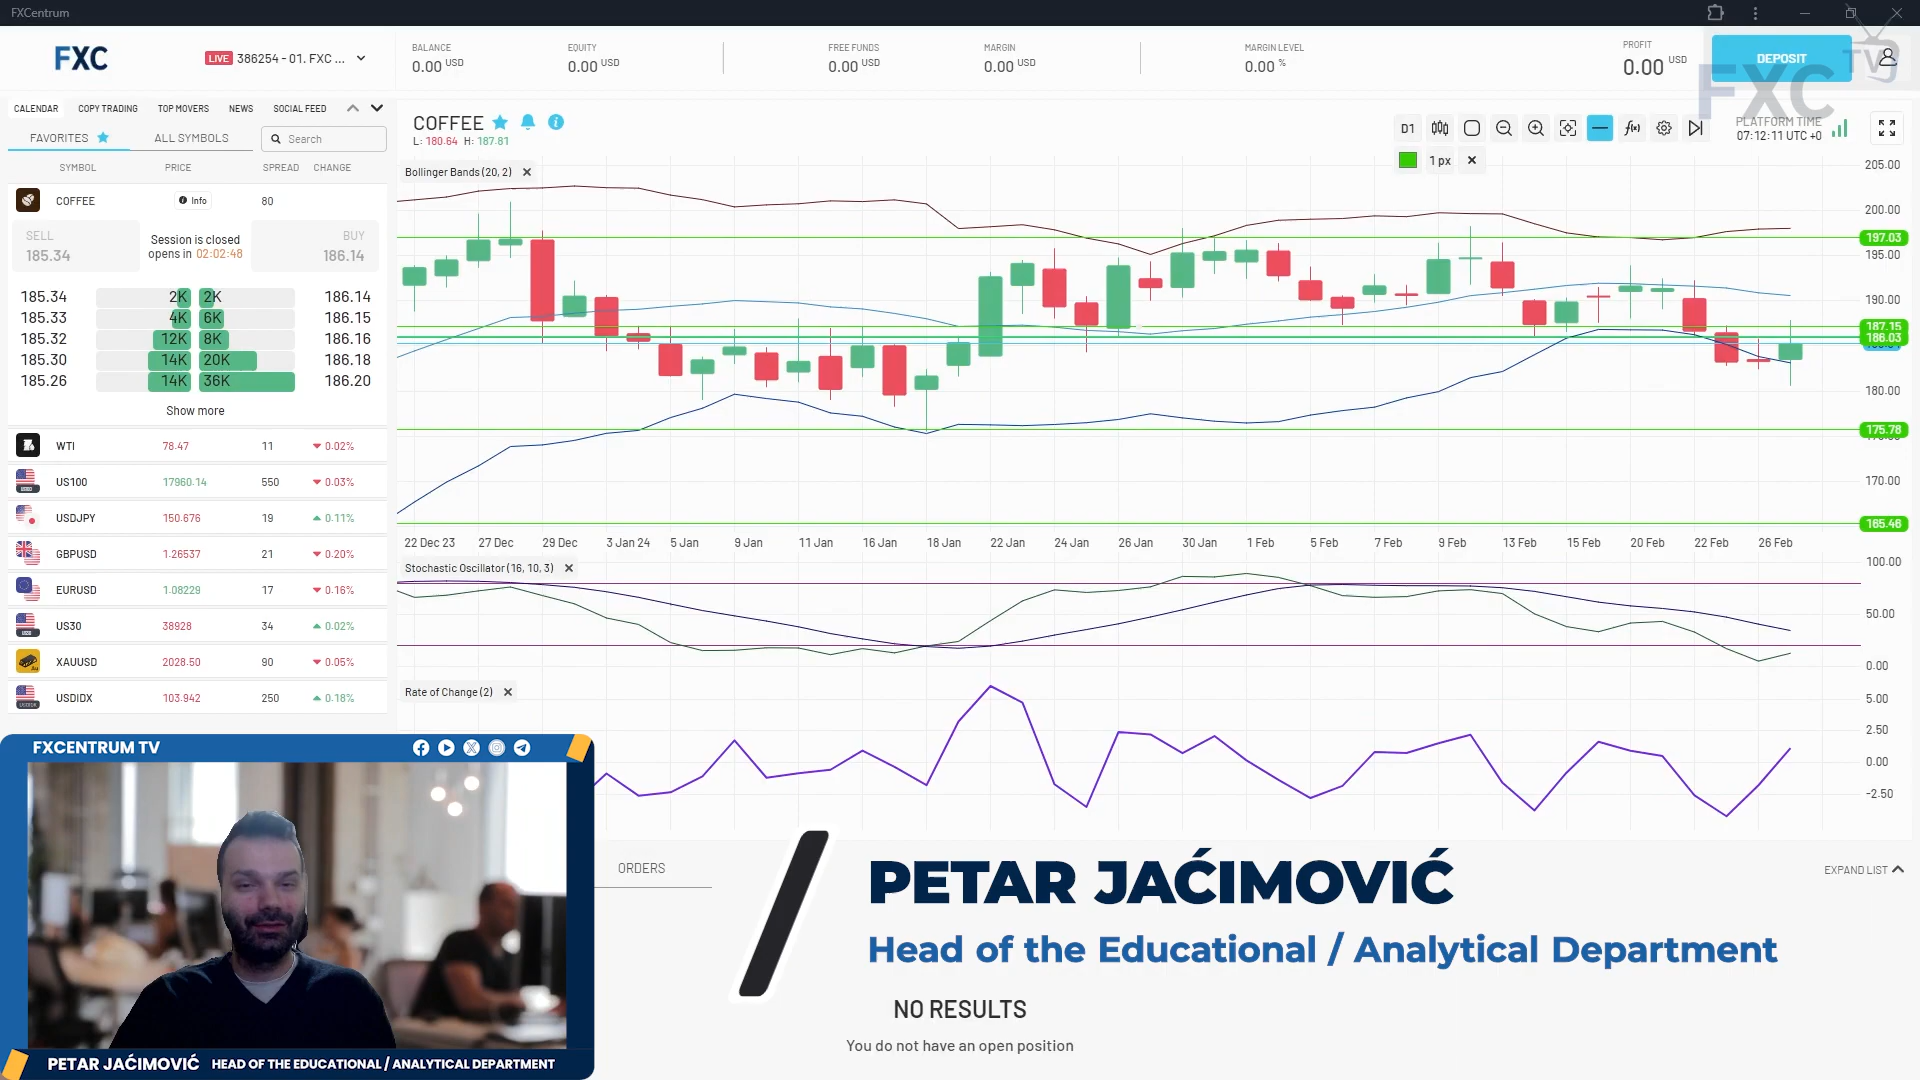 FXCentrum
FXC
LIVE 386254 - 01. FXC ...
BALANCE
0.00 USD
EQUITY
0.00 USD
FREE FUNDS
0.00 USD
MARGIN
0.00 USD
MARGIN LEVEL
0.00 %
PROFIT
0.00 USD
DEPOSIT
FXC TV
CALENDAR COPY TRADING TOP MOVERS NEWS SOCIAL FEED
FAVORITES ALL SYMBOLS Search
SYMBOL PRICE SPREAD CHANGE
COFFEE Info 80
SELL
185.34
Session is closed
opens in 02:02:48
BUY
186.14
185.34 2K 2K 186.14
185.33 4K 6K 186.15
185.32 12K 8K 186.16
185.30 14K 20K 186.18
185.26 14K 36K 186.20
Show more
WTI 78.47 11 0.02%
US100 17960.14 550 0.03%
USDJPY 150.676 19 0.11%
GBPUSD 1.26537 21 0.20%
EURUSD 1.08229 17 0.16%
US30 38928 34 0.02%
XAUUSD 2028.50 90 0.05%
USDIDX 103.942 250 0.18%
COFFEE
L: 180.64 H: 187.81
D1
1 px
PLATFORM TIME
07:12:11 UTC +0
Bollinger Bands (20, 2)
205.00
200.00
197.03
195.00
190.00
187.15
186.03
180.00
175.78
170.00
165.46
22 Dec 23 27 Dec 29 Dec 3 Jan 24 5 Jan 9 Jan 11 Jan 16 Jan 18 Jan 22 Jan 24 Jan 26 Jan 30 Jan 1 Feb 5 Feb 7 Feb 9 Feb 13 Feb 15 Feb 20 Feb 22 Feb 26 Feb
Stochastic Oscillator (16, 10, 3)
100.00
50.00
0.00
Rate of Change (2)
5.00
2.50
0.00
-2.50
FXCENTRUM TV
PETAR JAĆIMOVIĆ HEAD OF THE EDUCATIONAL / ANALYTICAL DEPARTMENT
ORDERS
EXPAND LIST
PETAR JAĆIMOVIĆ
Head of the Educational / Analytical Department
NO RESULTS
You do not have an open position